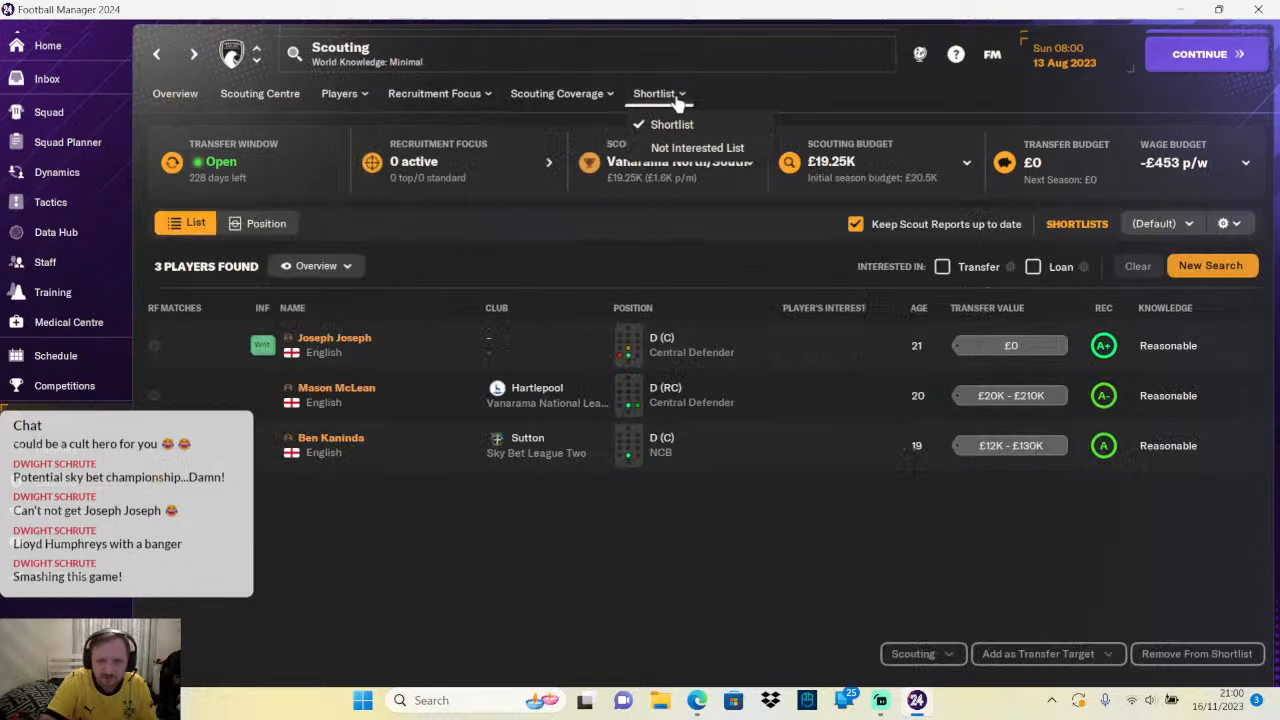 24 Football Manager 2024
Home
Inbox
Squad
Squad Planner
Dynamics
Tactics
Data Hub
Staff
Training
Medical Centre
Schedule
Competitions
Scouting
World Knowledge: Minimal
FM
Sun 08:00
13 Aug 2023
CONTINUE
Overview
Scouting Centre
Players
Recruitment Focus
Scouting Coverage
Shortlist
Shortlist
Not Interested List
TRANSFER WINDOW
Open
228 days left
RECRUITMENT FOCUS
0 active
0 top/0 standard
SCO
Vanarama North/South
£19.25K (£1.6K p/m)
SCOUTING BUDGET
£19.25K
Initial season budget: £20.5K
TRANSFER BUDGET
£0
Next Season: £0
WAGE BUDGET
-£453 p/w
List
Position
Keep Scout Reports up to date
SHORTLISTS
(Default)
3 PLAYERS FOUND
Overview
INTERESTED IN:
Transfer
Loan
Clear
New Search
RF MATCHES INF NAME CLUB POSITION PLAYER'S INTEREST AGE TRANSFER VALUE REC KNOWLEDGE
Wnt Joseph Joseph - D (C) 21 £0 A+ Reasonable
English - Central Defender
Mason McLean Hartlepool D (RC) 20 £20K - £210K A- Reasonable
English Vanarama National Lea... Central Defender
Ben Kaninda Sutton D (C) 19 £12K - £130K A Reasonable
English Sky Bet League Two NCB
Chat
could be a cult hero for you 😂 😂
DWIGHT SCHRUTE
Potential sky bet championship...Damn!
DWIGHT SCHRUTE
Can't not get Joseph Joseph 😂
DWIGHT SCHRUTE
Lloyd Humphreys with a banger
DWIGHT SCHRUTE
Smashing this game!
Scouting
Add as Transfer Target
Remove From Shortlist
Search
25
24
21:00
16/11/2023
3